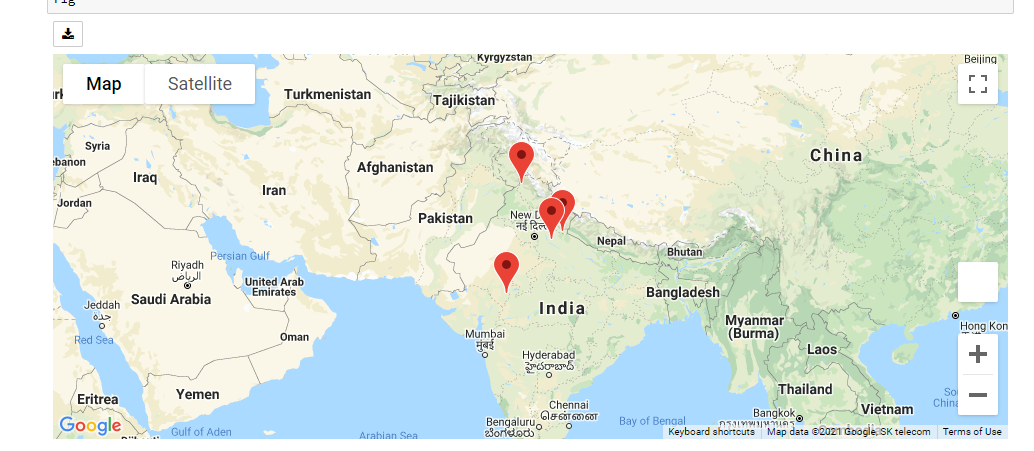 fig
Kyrgyzstan
Beijing
Map
Satellite
Turkmenistan
Tajikistan
Syria
ebanon
Iraq
Afghanistan
China
Iran
Jordan
Pakistan
New D
नई दिल्ल
Nepal
Bhutan
Persian Gulf
Riyadh
الرياض
United Arab
Emirates
Saudi Arabia
Bangladesh
India
Jeddah
جدة
Hong Kon
Myanmar
(Burma)
Red Sea
Oman
Mumbai
मुंबई
Laos
Hyderabad
హైదరాబాద్
Yemen
Thailand
Eritrea
Vietnam
Chennai
சென்னை
Bangkok
กรุงเทพมหานคร
Sou
China
Google
Gulf of Aden
Arabian Sea
Bengaluru
ಬೆಂಗಳೂರು
Bay of Bengal
Keyboard shortcuts
Map data ©2021 Google, SK telecom
Terms of Use